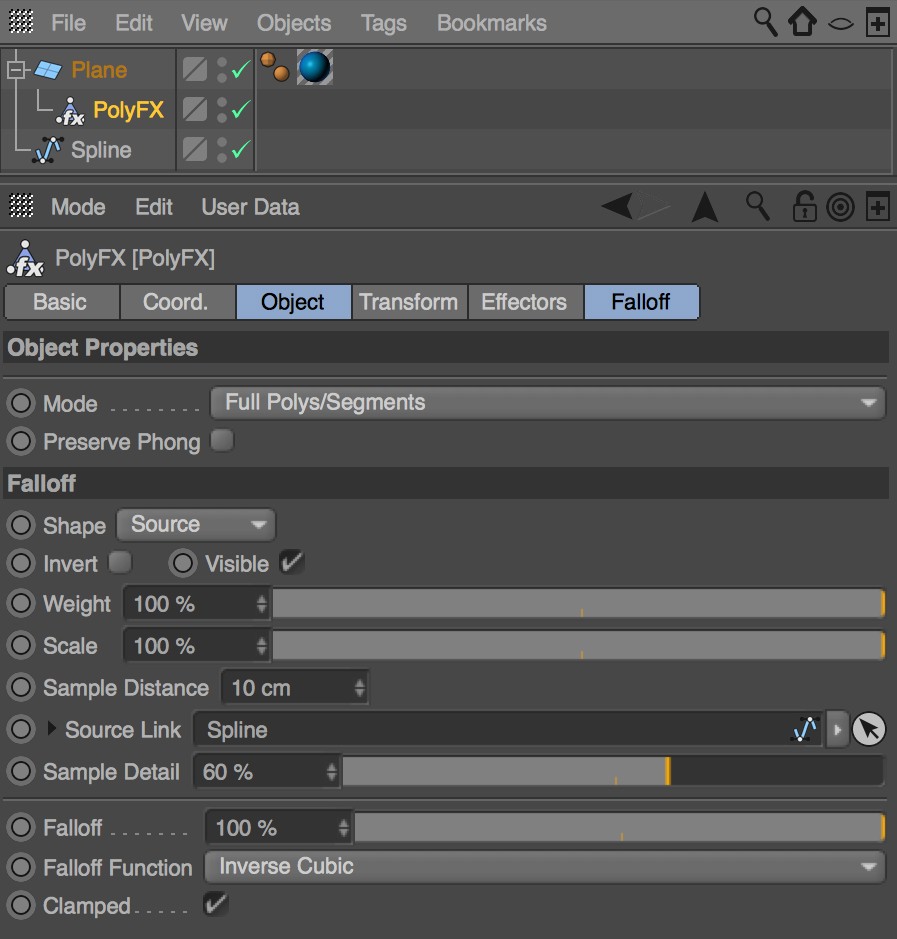 File Edit View Objects Tags Bookmarks
Plane
PolyFX
Spline
Mode Edit User Data
PolyFX [PolyFX]
Basic Coord. Object Transform Effectors Falloff
Object Properties
Mode . . . . . . . . Full Polys/Segments
Preserve Phong
Falloff
Shape Source
Invert Visible
Weight 100 %
Scale 100 %
Sample Distance 10 cm
Source Link Spline
Sample Detail 60 %
Falloff . . . . . . . 100 %
Falloff Function Inverse Cubic
Clamped . . . . .